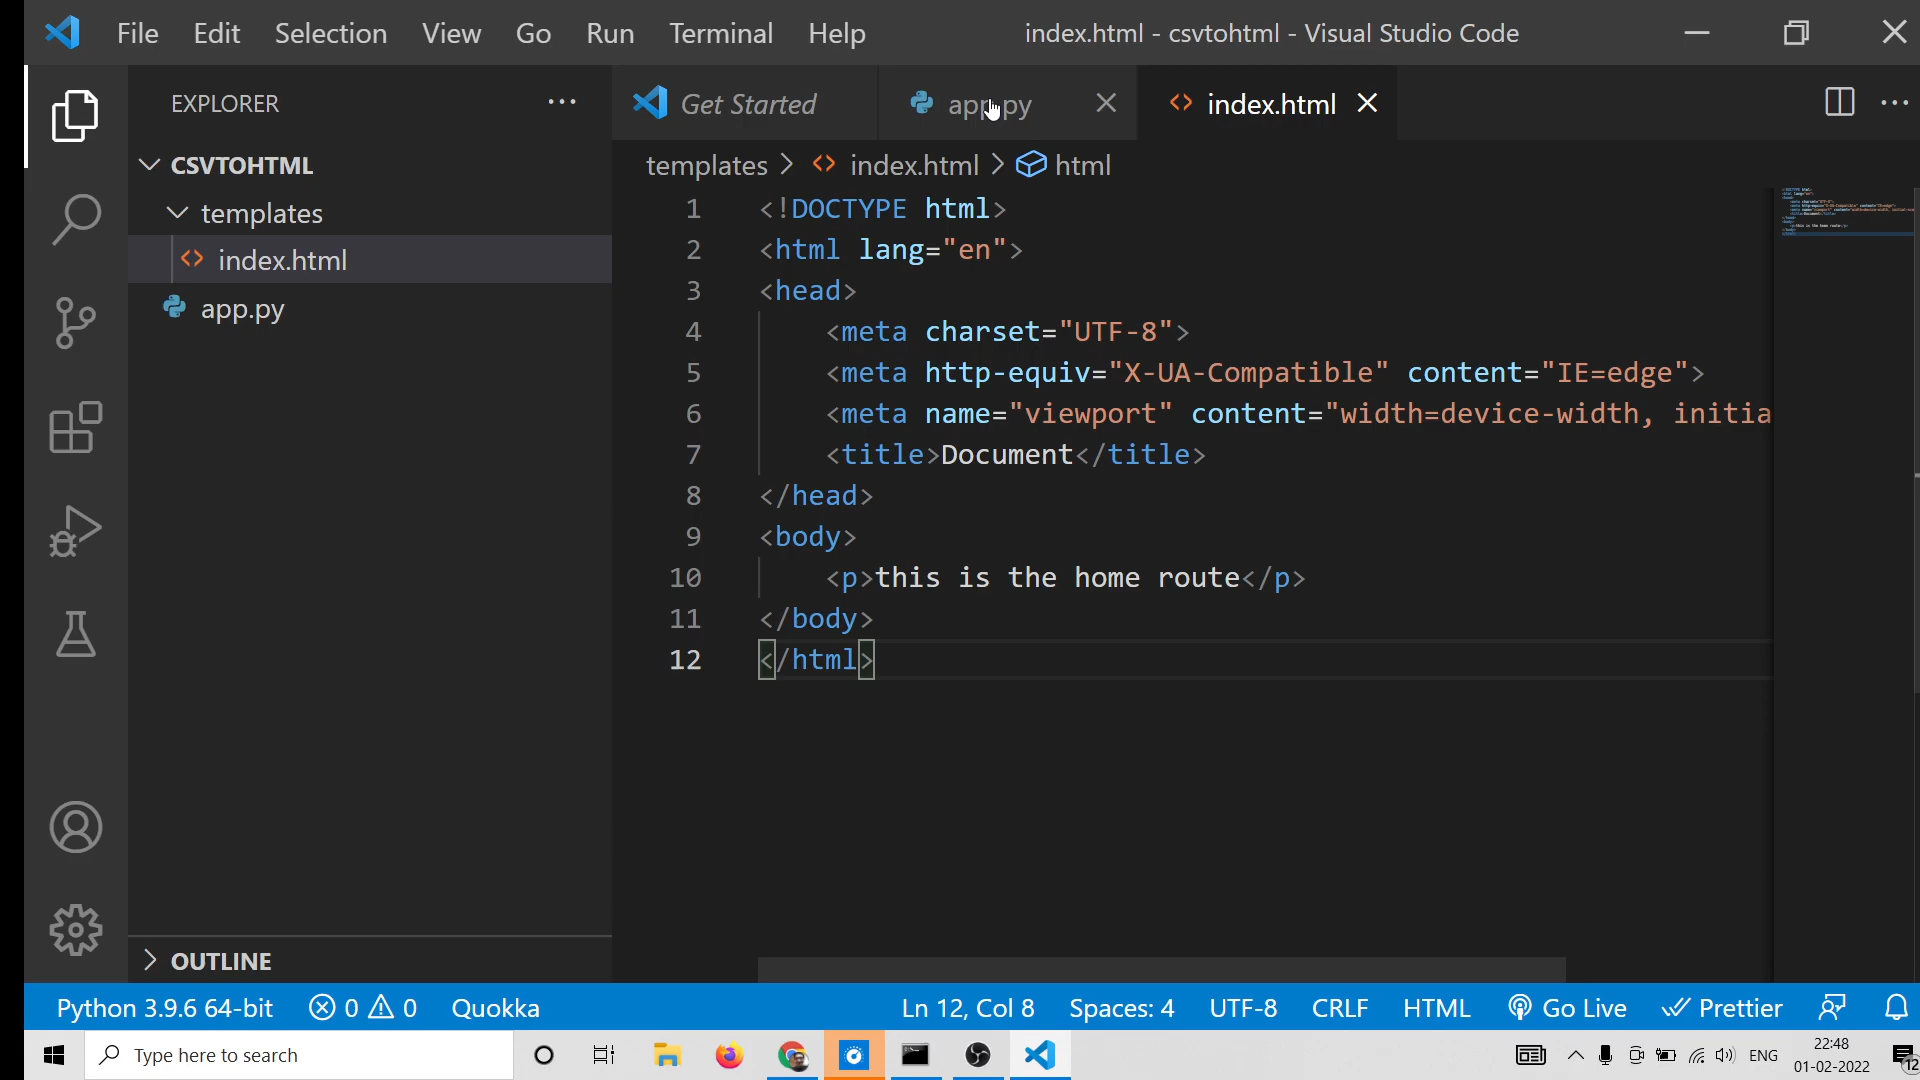 File Edit Selection View Go Run Terminal Help index.html - csvtohtml - Visual Studio Code
EXPLORER
CSVTOHTML
templates
index.html
app.py
OUTLINE
Get Started app.py index.html
templates > index.html > html
1 <!DOCTYPE html>
2 <html lang="en">
3 <head>
4 <meta charset="UTF-8">
5 <meta http-equiv="X-UA-Compatible" content="IE=edge">
6 <meta name="viewport" content="width=device-width, initia
7 <title>Document</title>
8 </head>
9 <body>
10 <p>this is the home route</p>
11 </body>
12 </html>
Python 3.9.6 64-bit 0 0 Quokka Ln 12, Col 8 Spaces: 4 UTF-8 CRLF HTML Go Live Prettier
Type here to search ENG 22:48
01-02-2022 12